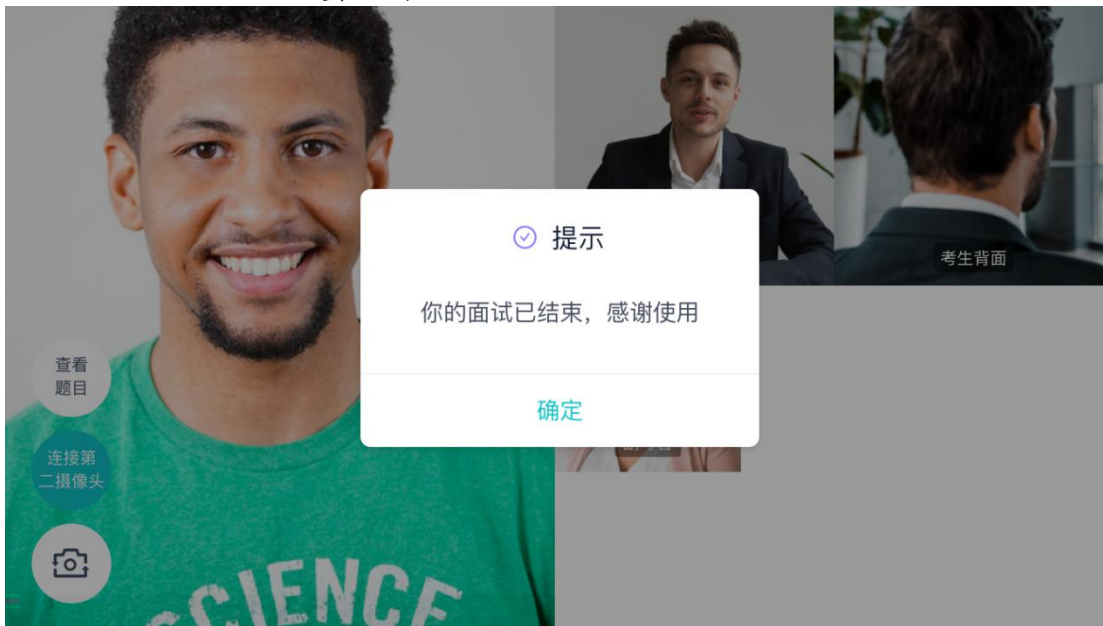 提示
考生背面
你的面试已结束，感谢使用
查看
题目
确定
连接第
二摄像头
SCIENCE